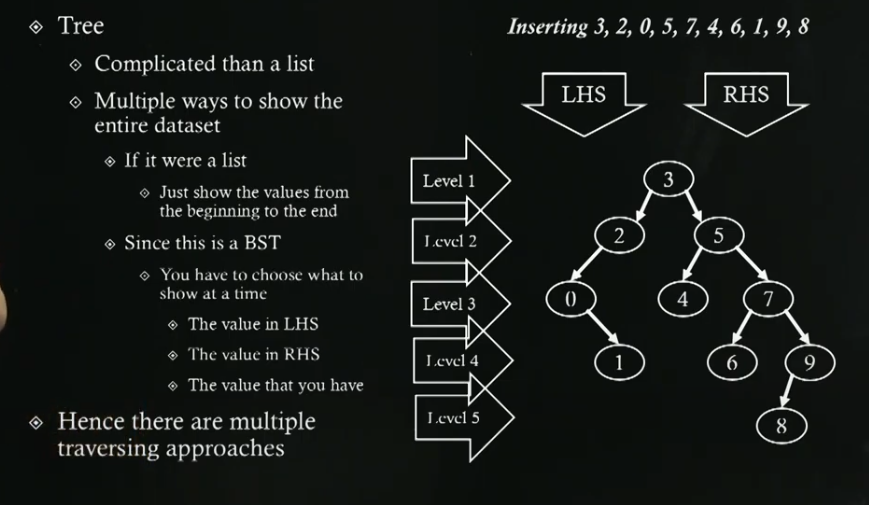 Tree
Complicated than a list
Multiple ways to show the
entire dataset
If it were a list
Just show the values from
the beginning to the end
Since this is a BST
You have to choose what to
show at a time
The value in LHS
The value in RHS
The value that you have
Hence there are multiple
traversing approaches
Inserting 3, 2, 0, 5, 7, 4, 6, 1, 9, 8
LHS RHS
Level 1
Level 2
Level 3
Level 4
Level 5
3
2 5
0 4 7
1 6 9
8